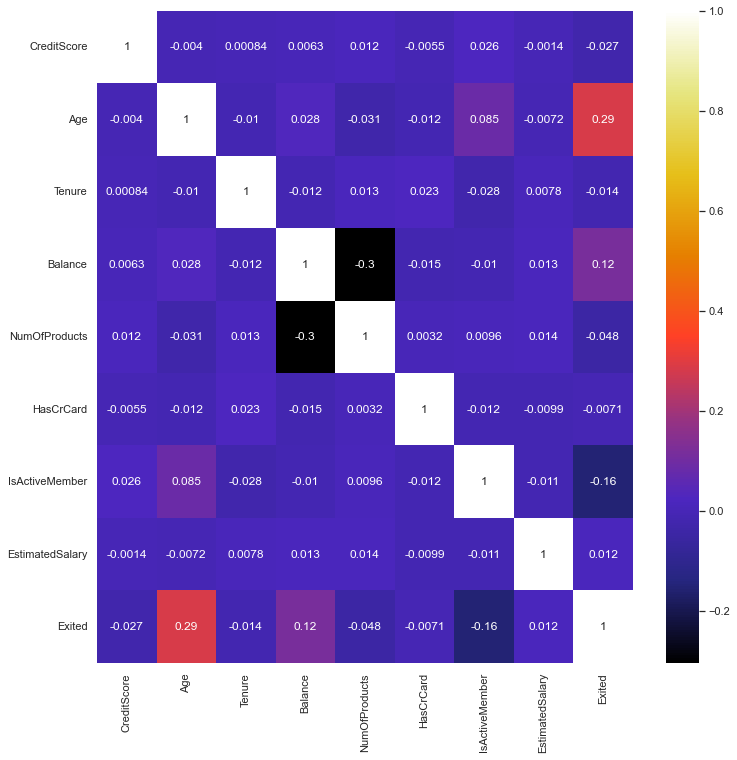 CreditScore 1 -0.004 0.00084 0.0063 0.012 -0.0055 0.026 -0.0014 -0.027
Age -0.004 1 -0.01 0.028 -0.031 -0.012 0.085 -0.0072 0.29
Tenure 0.00084 -0.01 1 -0.012 0.013 0.023 -0.028 0.0078 -0.014
Balance 0.0063 0.028 -0.012 1 -0.3 -0.015 -0.01 0.013 0.12
NumOfProducts 0.012 -0.031 0.013 -0.3 1 0.0032 0.0096 0.014 -0.048
HasCrCard -0.0055 -0.012 0.023 -0.015 0.0032 1 -0.012 -0.0099 -0.0071
IsActiveMember 0.026 0.085 -0.028 -0.01 0.0096 -0.012 1 -0.011 -0.16
EstimatedSalary -0.0014 -0.0072 0.0078 0.013 0.014 -0.0099 -0.011 1 0.012
Exited -0.027 0.29 -0.014 0.12 -0.048 -0.0071 -0.16 0.012 1
CreditScore
Age
Tenure
Balance
NumOfProducts
HasCrCard
IsActiveMember
EstimatedSalary
Exited
1.0
0.8
0.6
0.4
0.2
0.0
−0.2